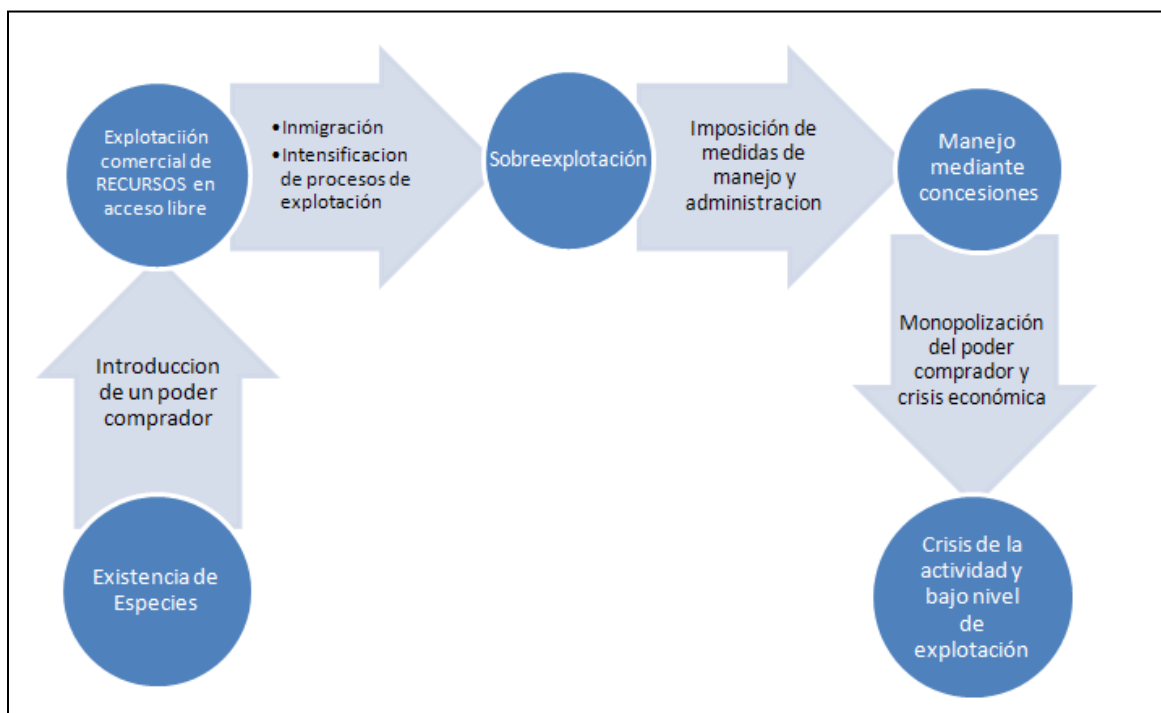 Explotaciión
comercial de
RECURSOS en
acceso libre
•Inmigración
•Intensificacion
de procesos de
explotación
Sobreexplotación
Imposición de
medidas de
manejo y
administracion
Manejo
mediante
concesiones
Introduccion
de un poder
comprador
Monopolización
del poder
comprador y
crisis económica
Existencia de
Especies
Crisis de la
actividad y
bajo nivel
de
explotación